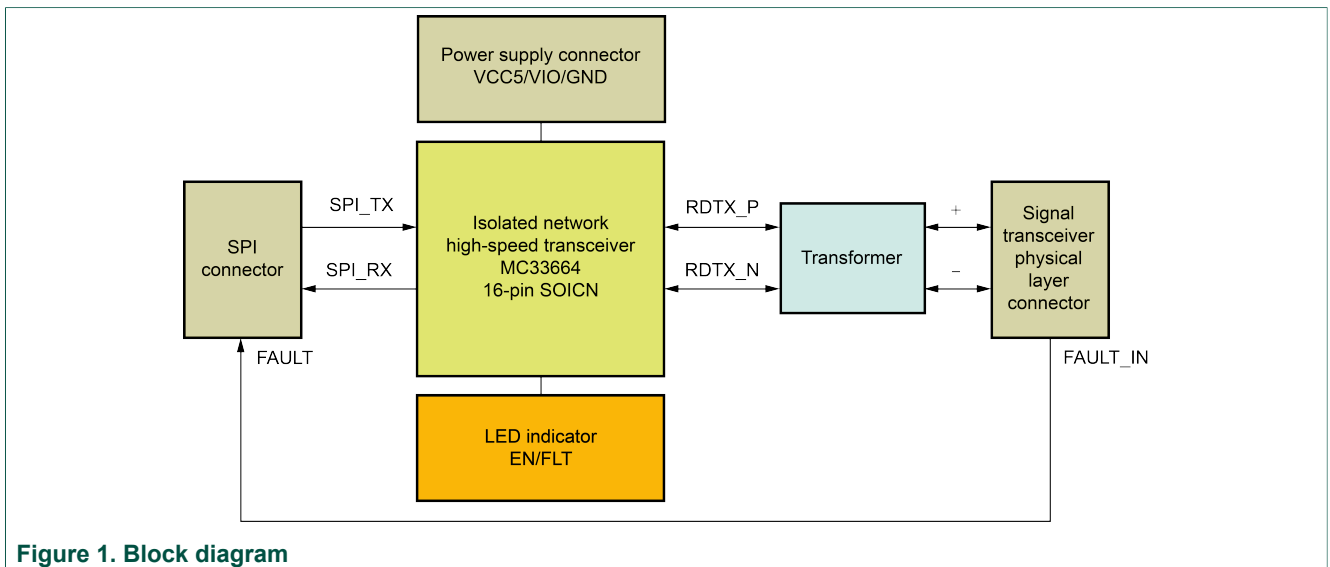 Power supply connector
VCC5/VIO/GND
SPI
connector
SPI_TX
SPI_RX
FAULT
Isolated network
high-speed transceiver
MC33664
16-pin SOICN
RDTX_P
RDTX_N
Transformer
+
−
Signal
transceiver
physical
layer
connector
FAULT_IN
LED indicator
EN/FLT
Figure 1. Block diagram